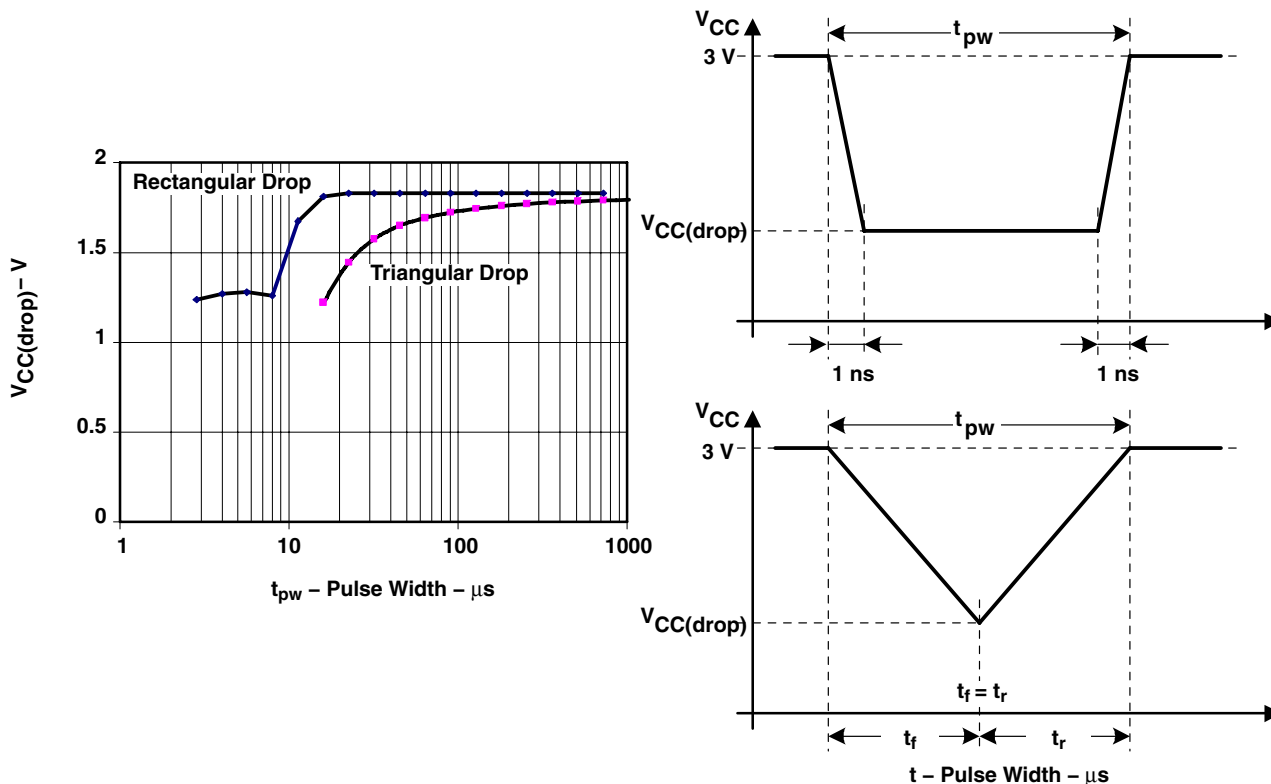 2
Rectangular Drop
1.5
Triangular Drop
1
0.5
0
VCC(drop) – V
1
10
100
1000
tpw – Pulse Width – μs
VCC
tpw
3 V
VCC(drop)
1 ns
1 ns
VCC
tpw
3 V
VCC(drop)
tf = tr
tf
tr
t – Pulse Width – μs